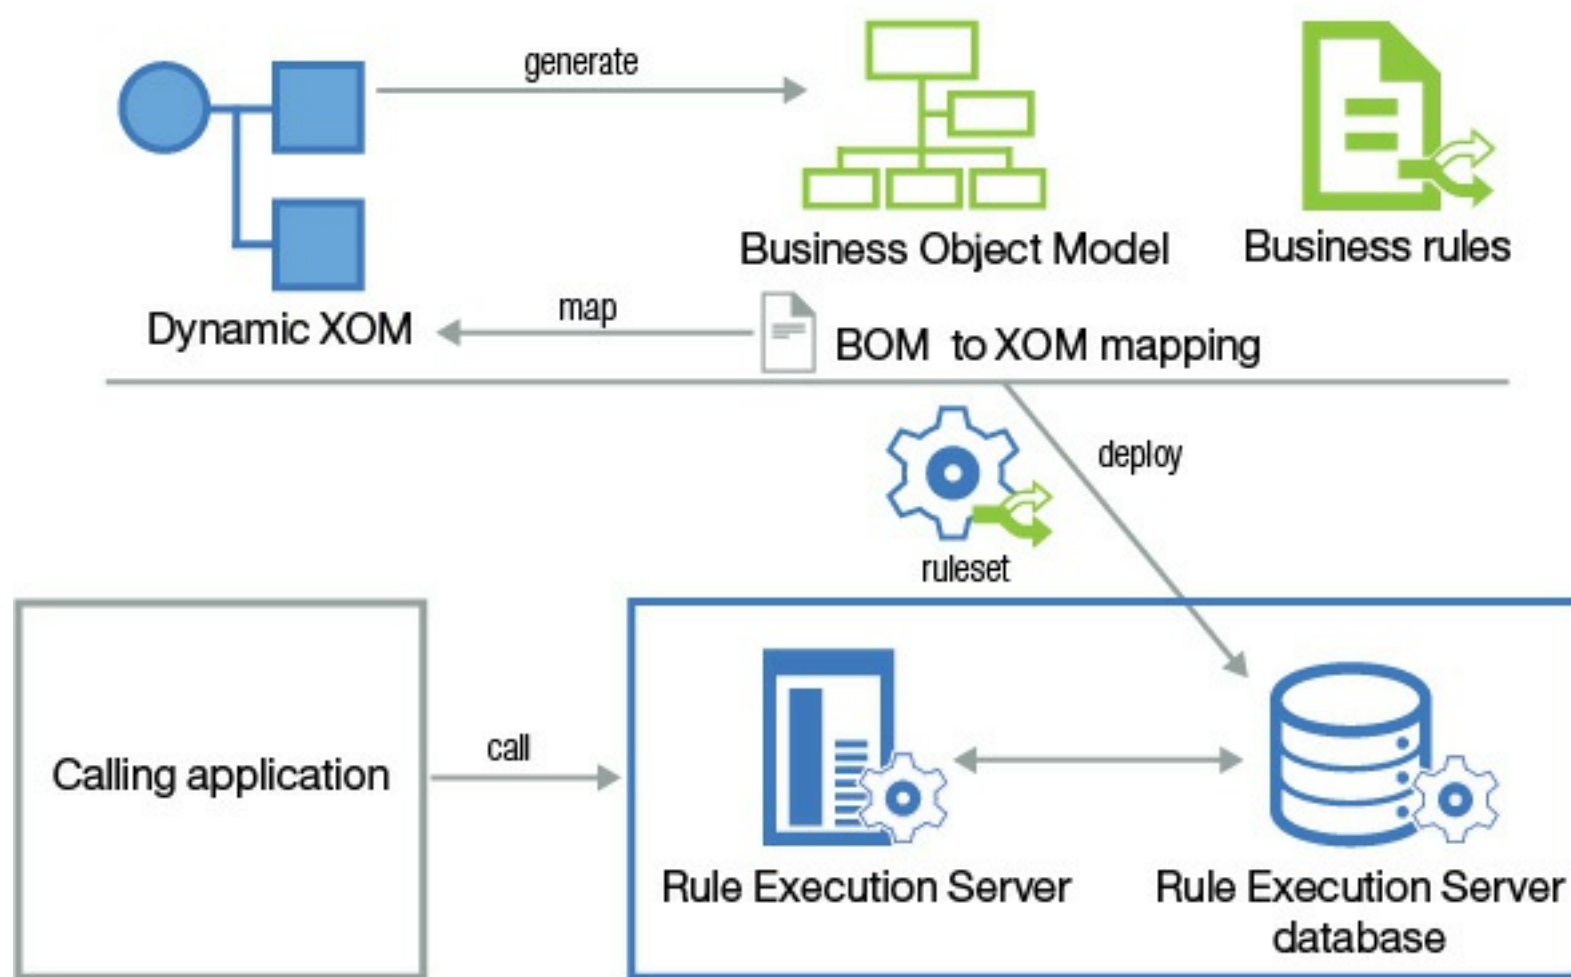 generate
Business Object Model
Business rules
Dynamic XOM
map
BOM to XOM mapping
deploy
ruleset
Calling application
call
Rule Execution Server
Rule Execution Server
database